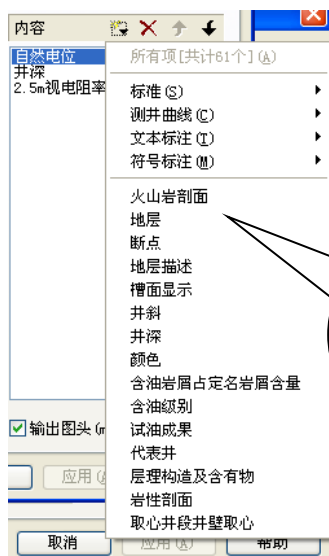 内容
自然电位
井深
2.5m视电阻率
所有项[共计61个](A)
标准(S)
测井曲线(C)
文本标注(T)
符号标注(M)
火山岩剖面
地层
断点
地层描述
槽面显示
井斜
井深
颜色
含油岩屑占定名岩屑含量
含油级别
试油成果
代表井
层理构造及含有物
岩性剖面
取心井段井壁取心
输出图头(m
应用(
取消
应用(A)
帮助